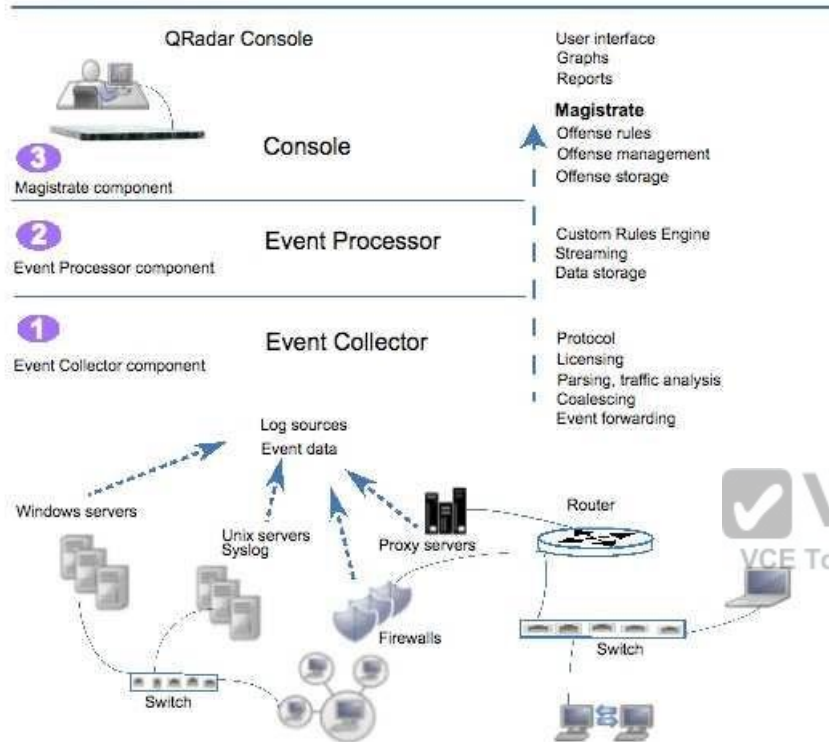 QRadar Console
User interface
Graphs
Reports
Magistrate
Offense rules
Offense management
Offense storage
Console
3
Magistrate component
2
Event Processor
Event Processor component
Custom Rules Engine
Streaming
Data storage
1
Event Collector
Event Collector component
Protocol
Licensing
Parsing, traffic analysis
Coalescing
Event forwarding
Log sources
Event data
Windows servers
Unix servers
Syslog
Proxy servers
Router
Firewalls
Switch
Switch
V
VCE To